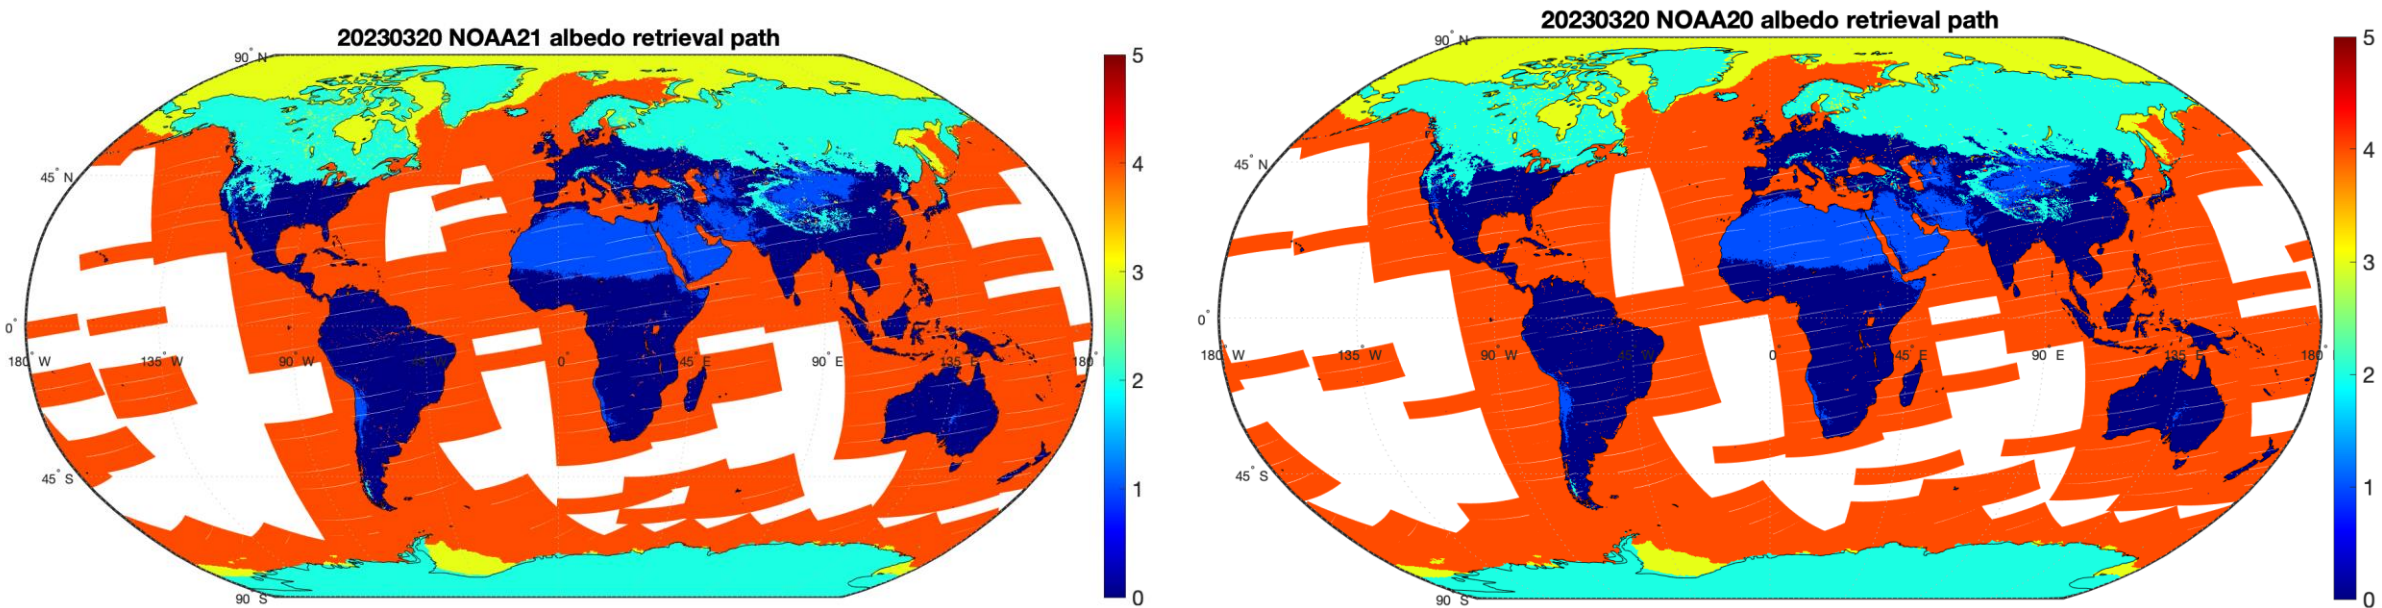 20230320 NOAA21 albedo retrieval path
90° N
45° N
0°
180° W
135° W
90° W
45° W
0°
45° E
90° E
135° E
180°
45° S
90° S
5
4
3
2
1
0
20230320 NOAA20 albedo retrieval path
90° N
45° N
0°
180° W
135° W
90° W
45° W
0°
45° E
90° E
135° E
180°
45° S
90° S
5
4
3
2
1
0